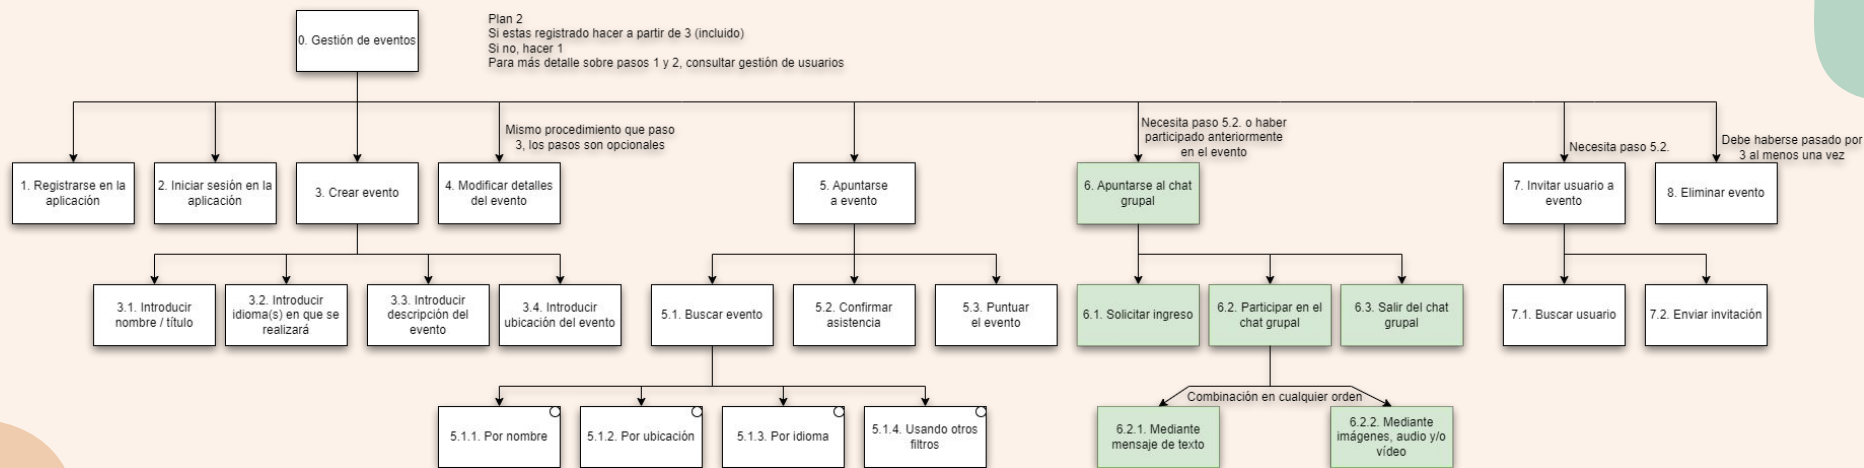 0. Gestión de eventos
Plan 2
Si estas registrado hacer a partir de 3 (incluido)
Si no, hacer 1
Para más detalle sobre pasos 1 y 2, consultar gestión de usuarios
Mismo procedimiento que paso
3, los pasos son opcionales
Necesita paso 5.2. o haber
participado anteriormente
en el evento
Necesita paso 5.2.
Debe haberse pasado por
3 al menos una vez
1. Registrarse en la
aplicación
2. Iniciar sesión en la
aplicación
3. Crear evento
4. Modificar detalles
del evento
5. Apuntarse
a evento
6. Apuntarse al chat
grupal
7. Invitar usuario a
evento
8. Eliminar evento
3.1. Introducir
nombre / título
3.2. Introducir
idioma(s) en que se
realizará
3.3. Introducir
descripción del
evento
3.4. Introducir
ubicación del evento
5.1. Buscar evento
5.2. Confirmar
asistencia
5.3. Puntuar
el evento
6.1. Solicitar ingreso
6.2. Participar en el
chat grupal
6.3. Salir del chat
grupal
7.1. Buscar usuario
7.2. Enviar invitación
Combinación en cualquier orden
5.1.1. Por nombre
5.1.2. Por ubicación
5.1.3. Por idioma
5.1.4. Usando otros
filtros
6.2.1. Mediante
mensaje de texto
6.2.2. Mediante
imágenes, audio y/o
vídeo